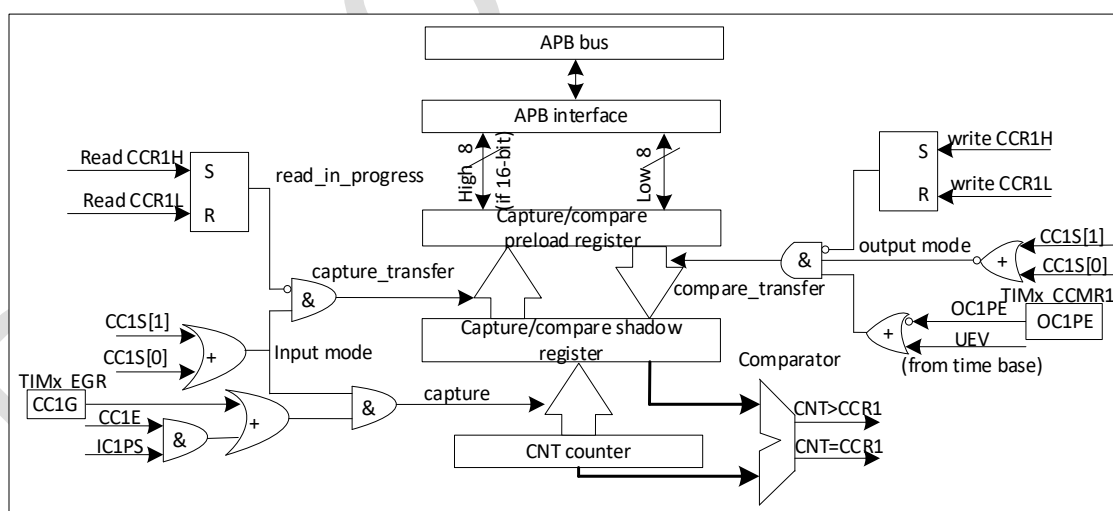 APB bus
APB interface
High 8
(if 16-bit)
Low 8
Read CCR1H
Read CCR1L
S
R
read_in_progress
S
R
write CCR1H
write CCR1L
Capture/compare
preload register
output mode
CC1S[1]
CC1S[0]
+
&
capture_transfer
&
compare_transfer
TIMx_CCMR1
OC1PE
OC1PE
UEV
(from time base)
+
CC1S[1]
CC1S[0]
+
Input mode
Capture/compare shadow
register
Comparator
TIMx_EGR
CC1G
CC1E
IC1PS
&
+
&
capture
CNT counter
CNT>CCR1
CNT=CCR1